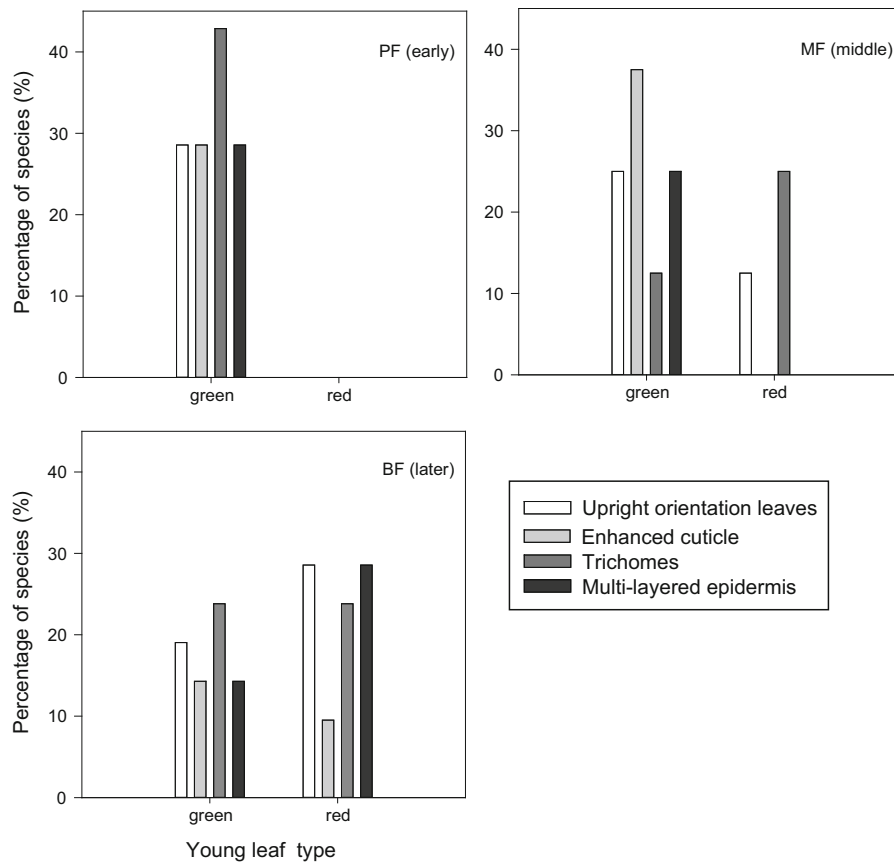 PF (early)
Percentage of species (%)
40
30
20
10
0
green red
MF (middle)
40
30
20
10
0
green red
BF (later)
Percentage of species (%)
40
30
20
10
0
green red
Young leaf type
Upright orientation leaves
Enhanced cuticle
Trichomes
Multi-layered epidermis